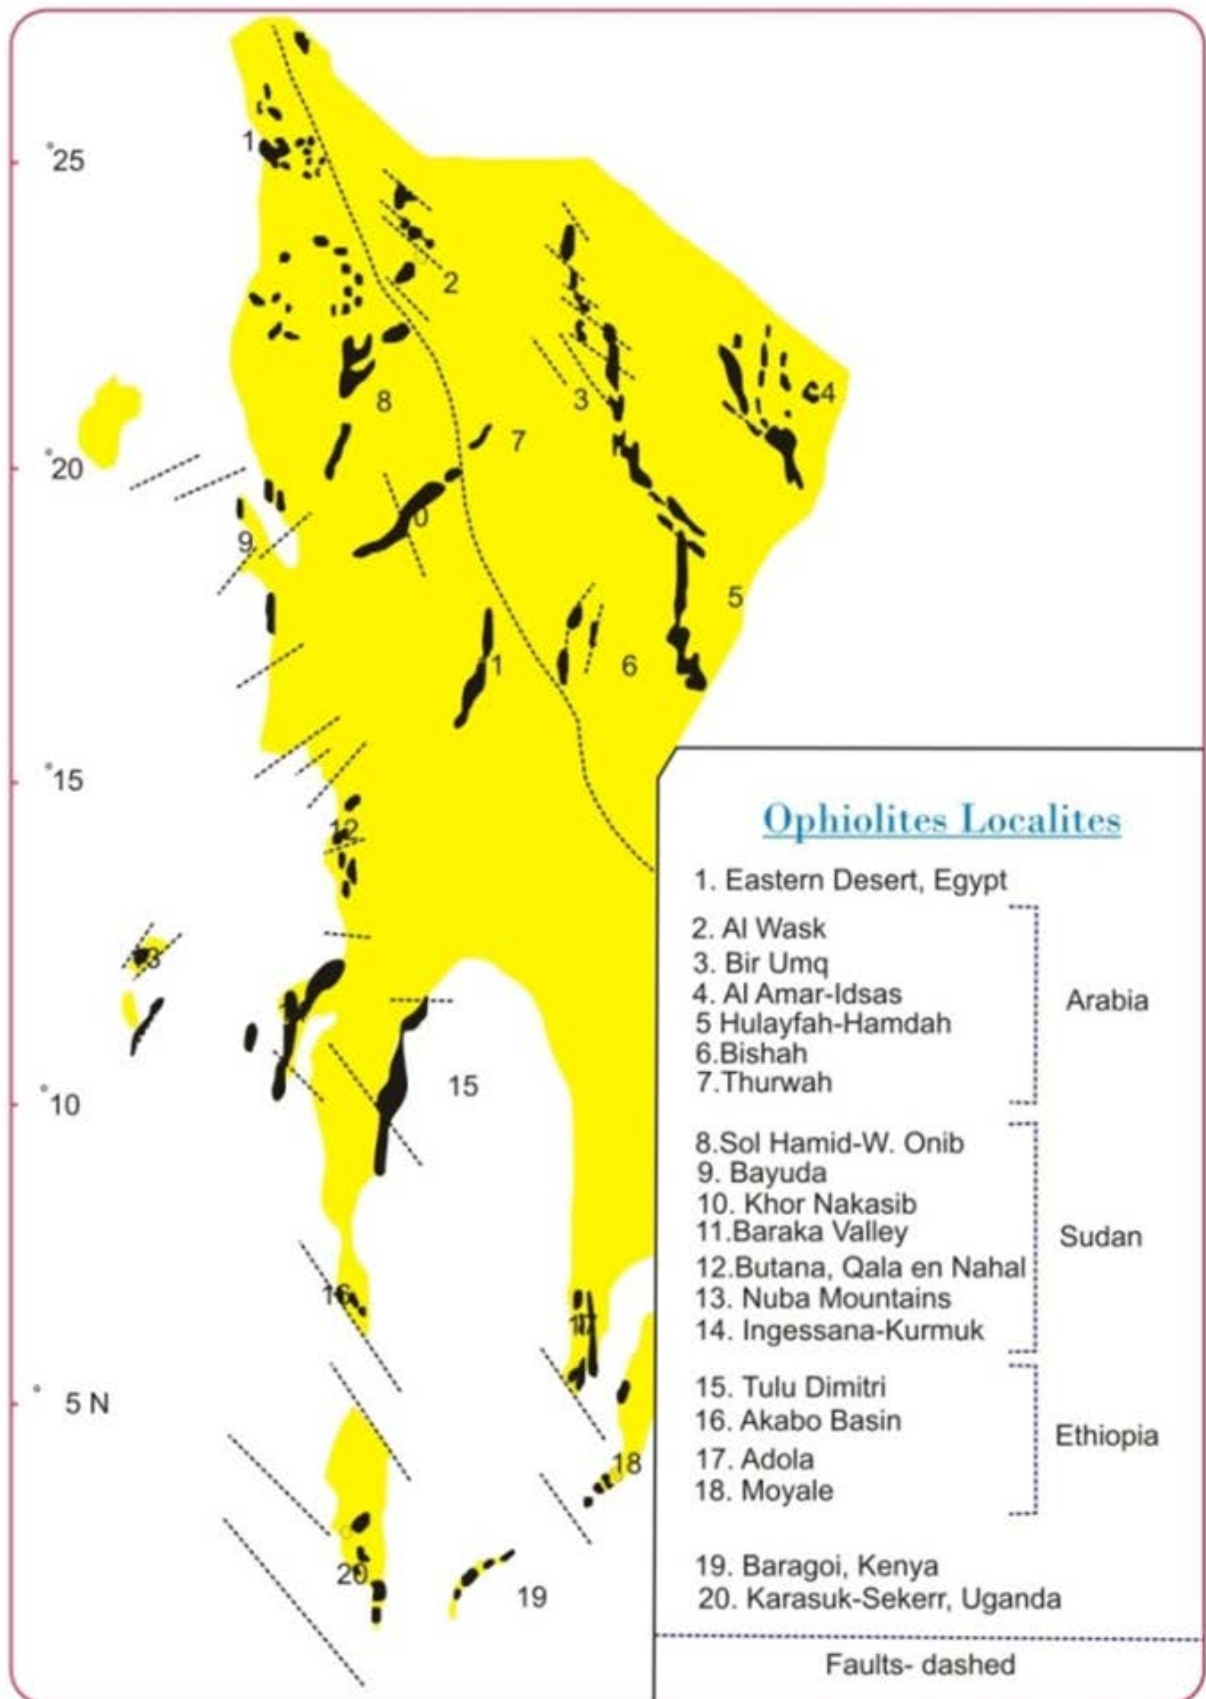 1
°25
2
3
4
8
7
°20
0
9
5
1
6
°15
12
3
°10
15
16
17
° 5 N
18
20
19
Ophiolites Localites
1. Eastern Desert, Egypt
2. Al Wask
3. Bir Umq
4. Al Amar-Idsas
5 Hulayfah-Hamdah
6.Bishah
7.Thurwah
Arabia
8.Sol Hamid-W. Onib
9. Bayuda
10. Khor Nakasib
11.Baraka Valley
12.Butana, Qala en Nahal
13. Nuba Mountains
14. Ingessana-Kurmuk
Sudan
15. Tulu Dimitri
16. Akabo Basin
17. Adola
18. Moyale
Ethiopia
19. Baragoi, Kenya
20. Karasuk-Sekerr, Uganda
Faults- dashed